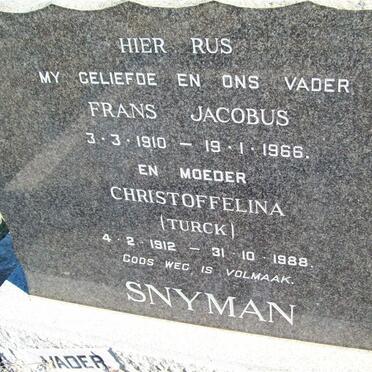 HIER RUS
MY GELIEFDE EN ONS VADER
FRANS JACOBUS
3·3·1910 – 19·1·1966.
EN MOEDER
CHRISTOFFELINA
(TURCK)
4·2·1912 – 31·10·1988.
GODS WEG IS VOLMAAK.
SNYMAN
VADER